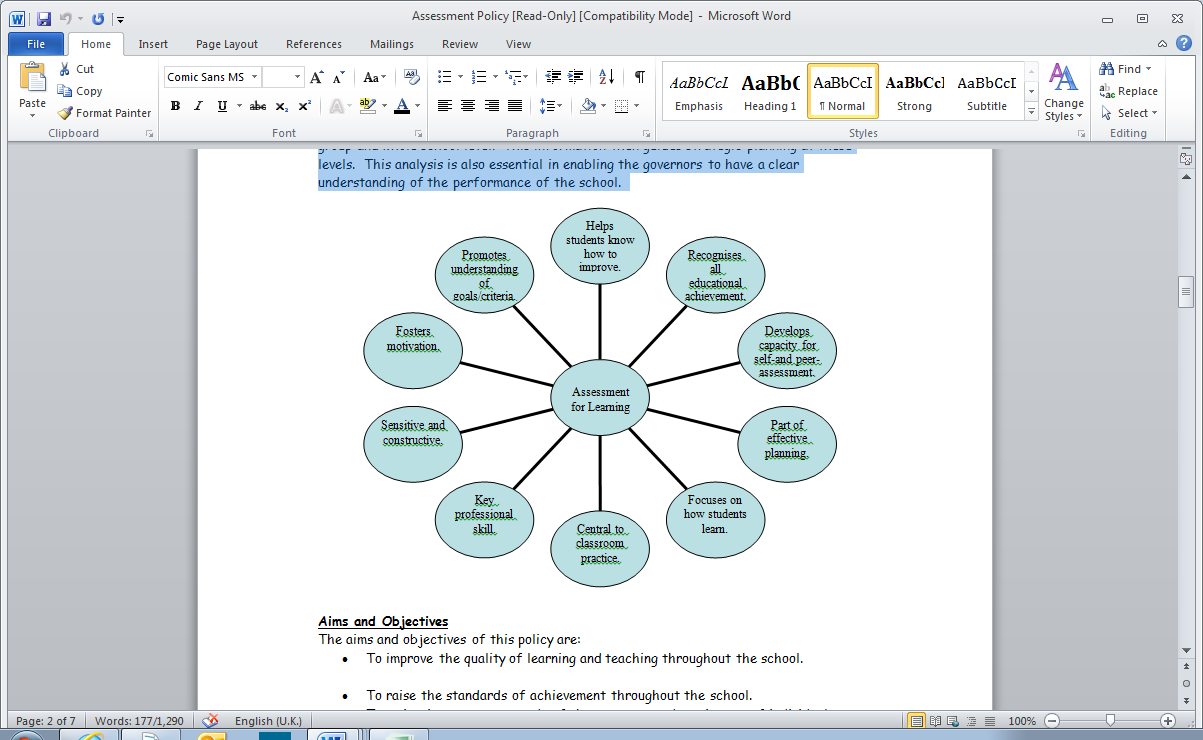 Assessment Policy [Read-Only] [Compatibility Mode] - Microsoft Word
File Home Insert Page Layout References Mailings Review View
Paste
Cut
Copy
Format Painter
Clipboard
Comic Sans MS
Font
Paragraph
AaBbCcI AaBb( AaBbCcI AaBbCcl AaBbCcI
Emphasis Heading 1 ¶ Normal Strong Subtitle
Change
Styles
Styles
Find
Replace
Select
Editing
levels. This analysis is also essential in enabling the governors to have a clear
understanding of the performance of the school.
Helps
students know
how to
improve.
Promotes
understanding
of
goals/criteria.
Recognises
all
educational
achievement.
Fosters
motivation.
Develops
capacity for
self-and peer-
assessment.
Assessment
for Learning
Sensitive and
constructive.
Part of
effective
planning.
Key
professional
skill.
Focuses on
how students
learn.
Central to
classroom
practice.
Aims and Objectives
The aims and objectives of this policy are:
• To improve the quality of learning and teaching throughout the school.
• To raise the standards of achievement throughout the school.
Page: 2 of 7 Words: 177/1,290 English (U.K.) 100%